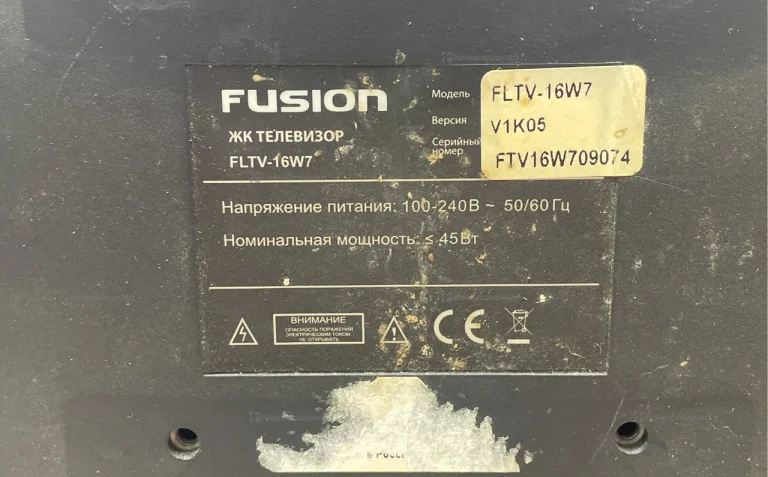 FUSION
ЖК ТЕЛЕВИЗОР
FLTV-16W7
Модель FLTV-16W7
Версия V1K05
Серийный номер FTV16W709074
Напряжение питания: 100-240В ~ 50/60 Гц
Номинальная мощность: ≤ 45Вт
ВНИМАНИЕ
ОПАСНОСТЬ ПОРАЖЕНИЯ
ЭЛЕКТРИЧЕСКИМ ТОКОМ
НЕ ОТКРЫВАТЬ
CE